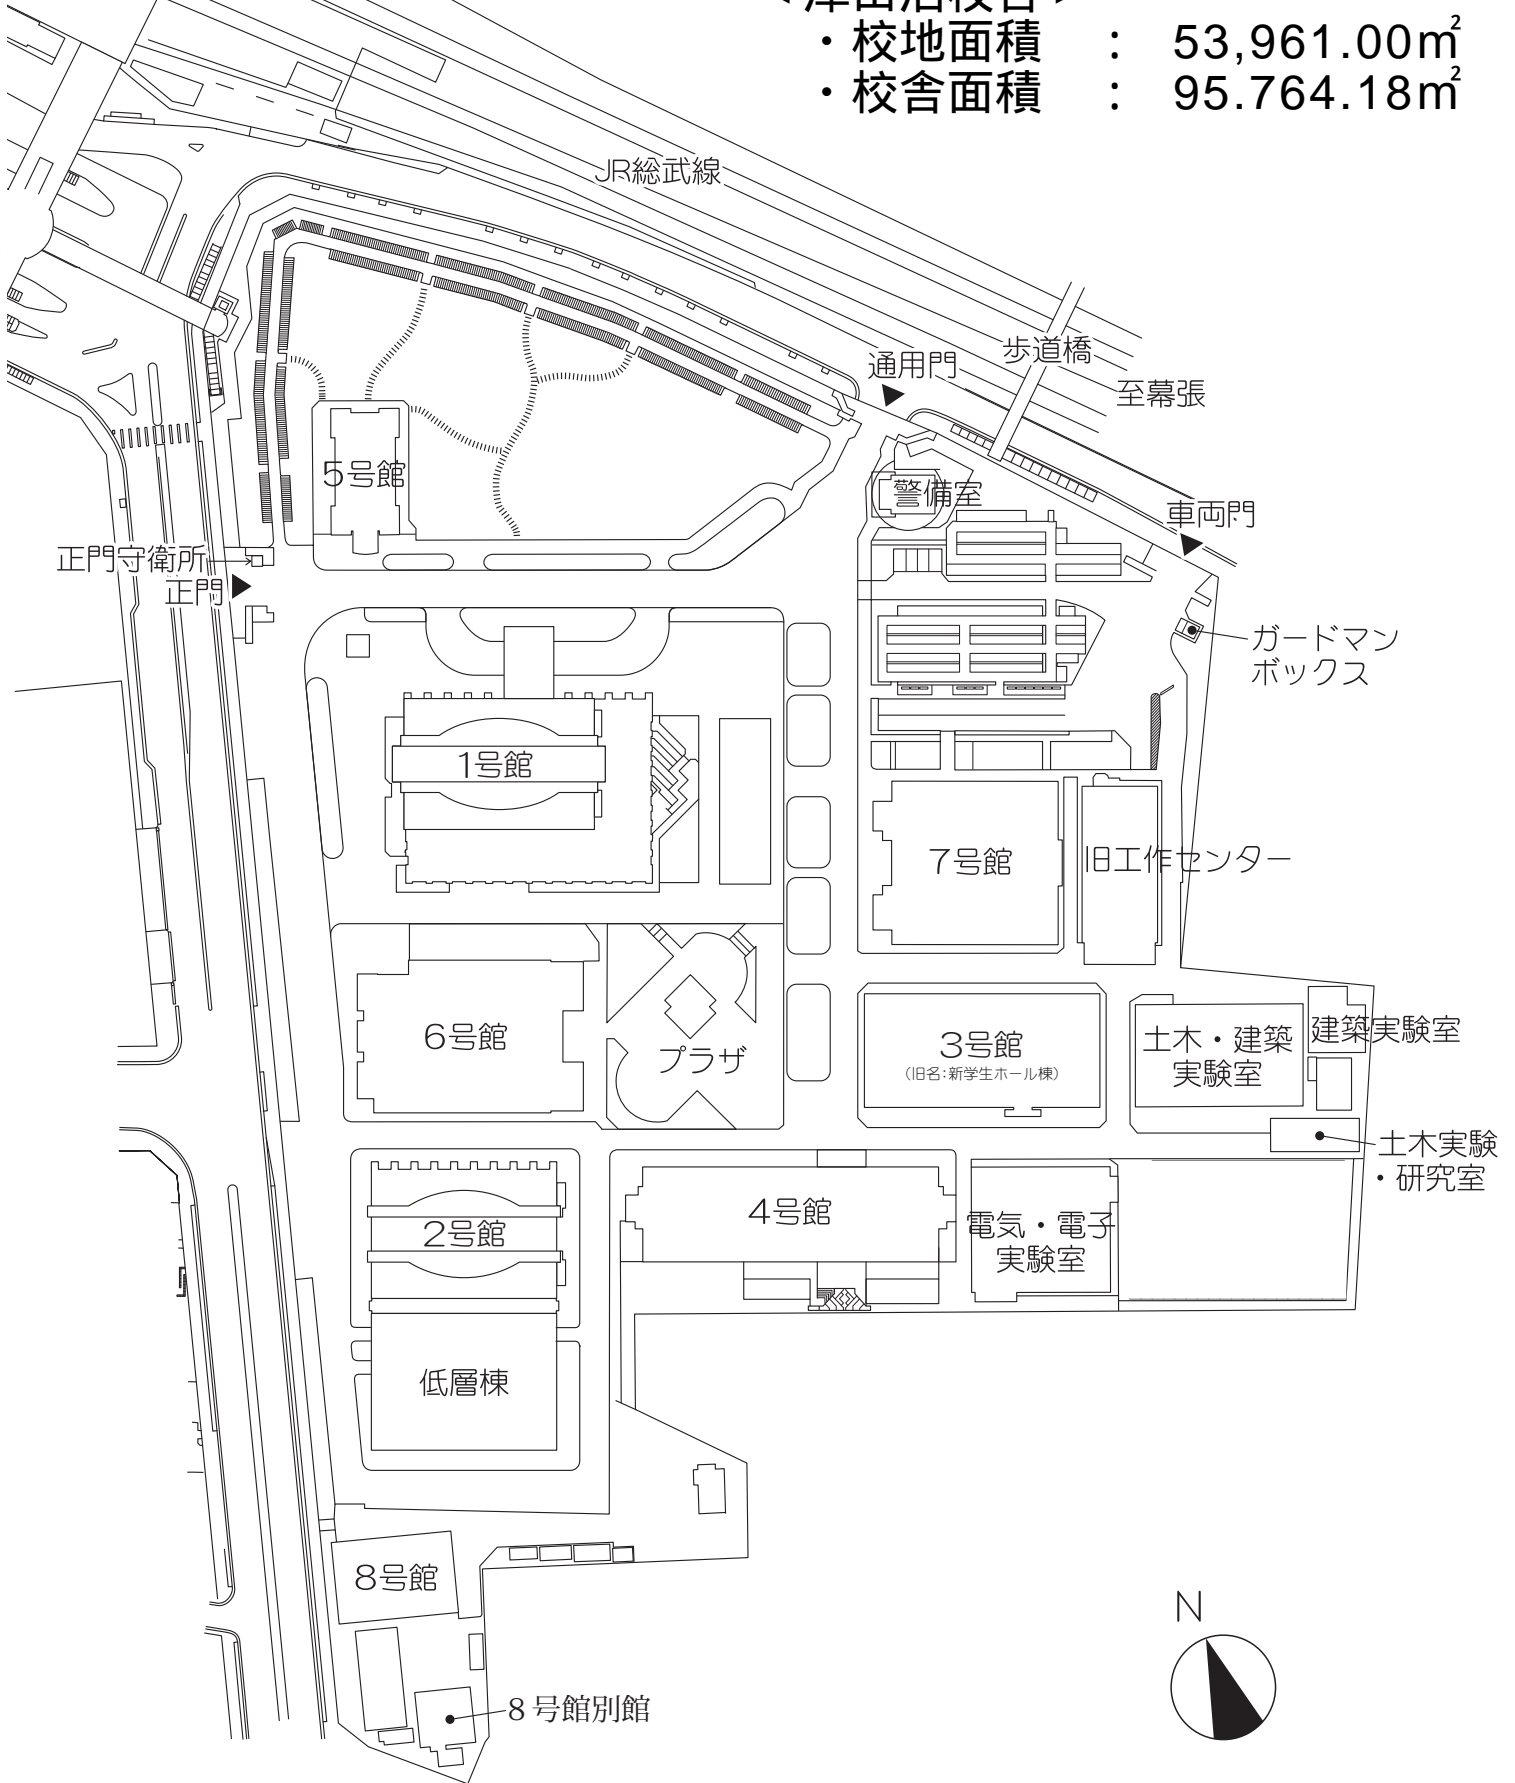 <津田沼校舎>
・校地面積 : 53,961.00㎡
・校舎面積 : 95.764.18㎡
JR総武線
歩道橋
通用門
至幕張
5号館
警備室
車両門
正門守衛所
正門
ガードマン
ボックス
1号館
7号館
旧工作センター
6号館
プラザ
3号館
(旧名:新学生ホール棟)
土木・建築
実験室
建築実験室
土木実験
・研究室
4号館
2号館
電気・電子
実験室
低層棟
8号館
N
8号館別館